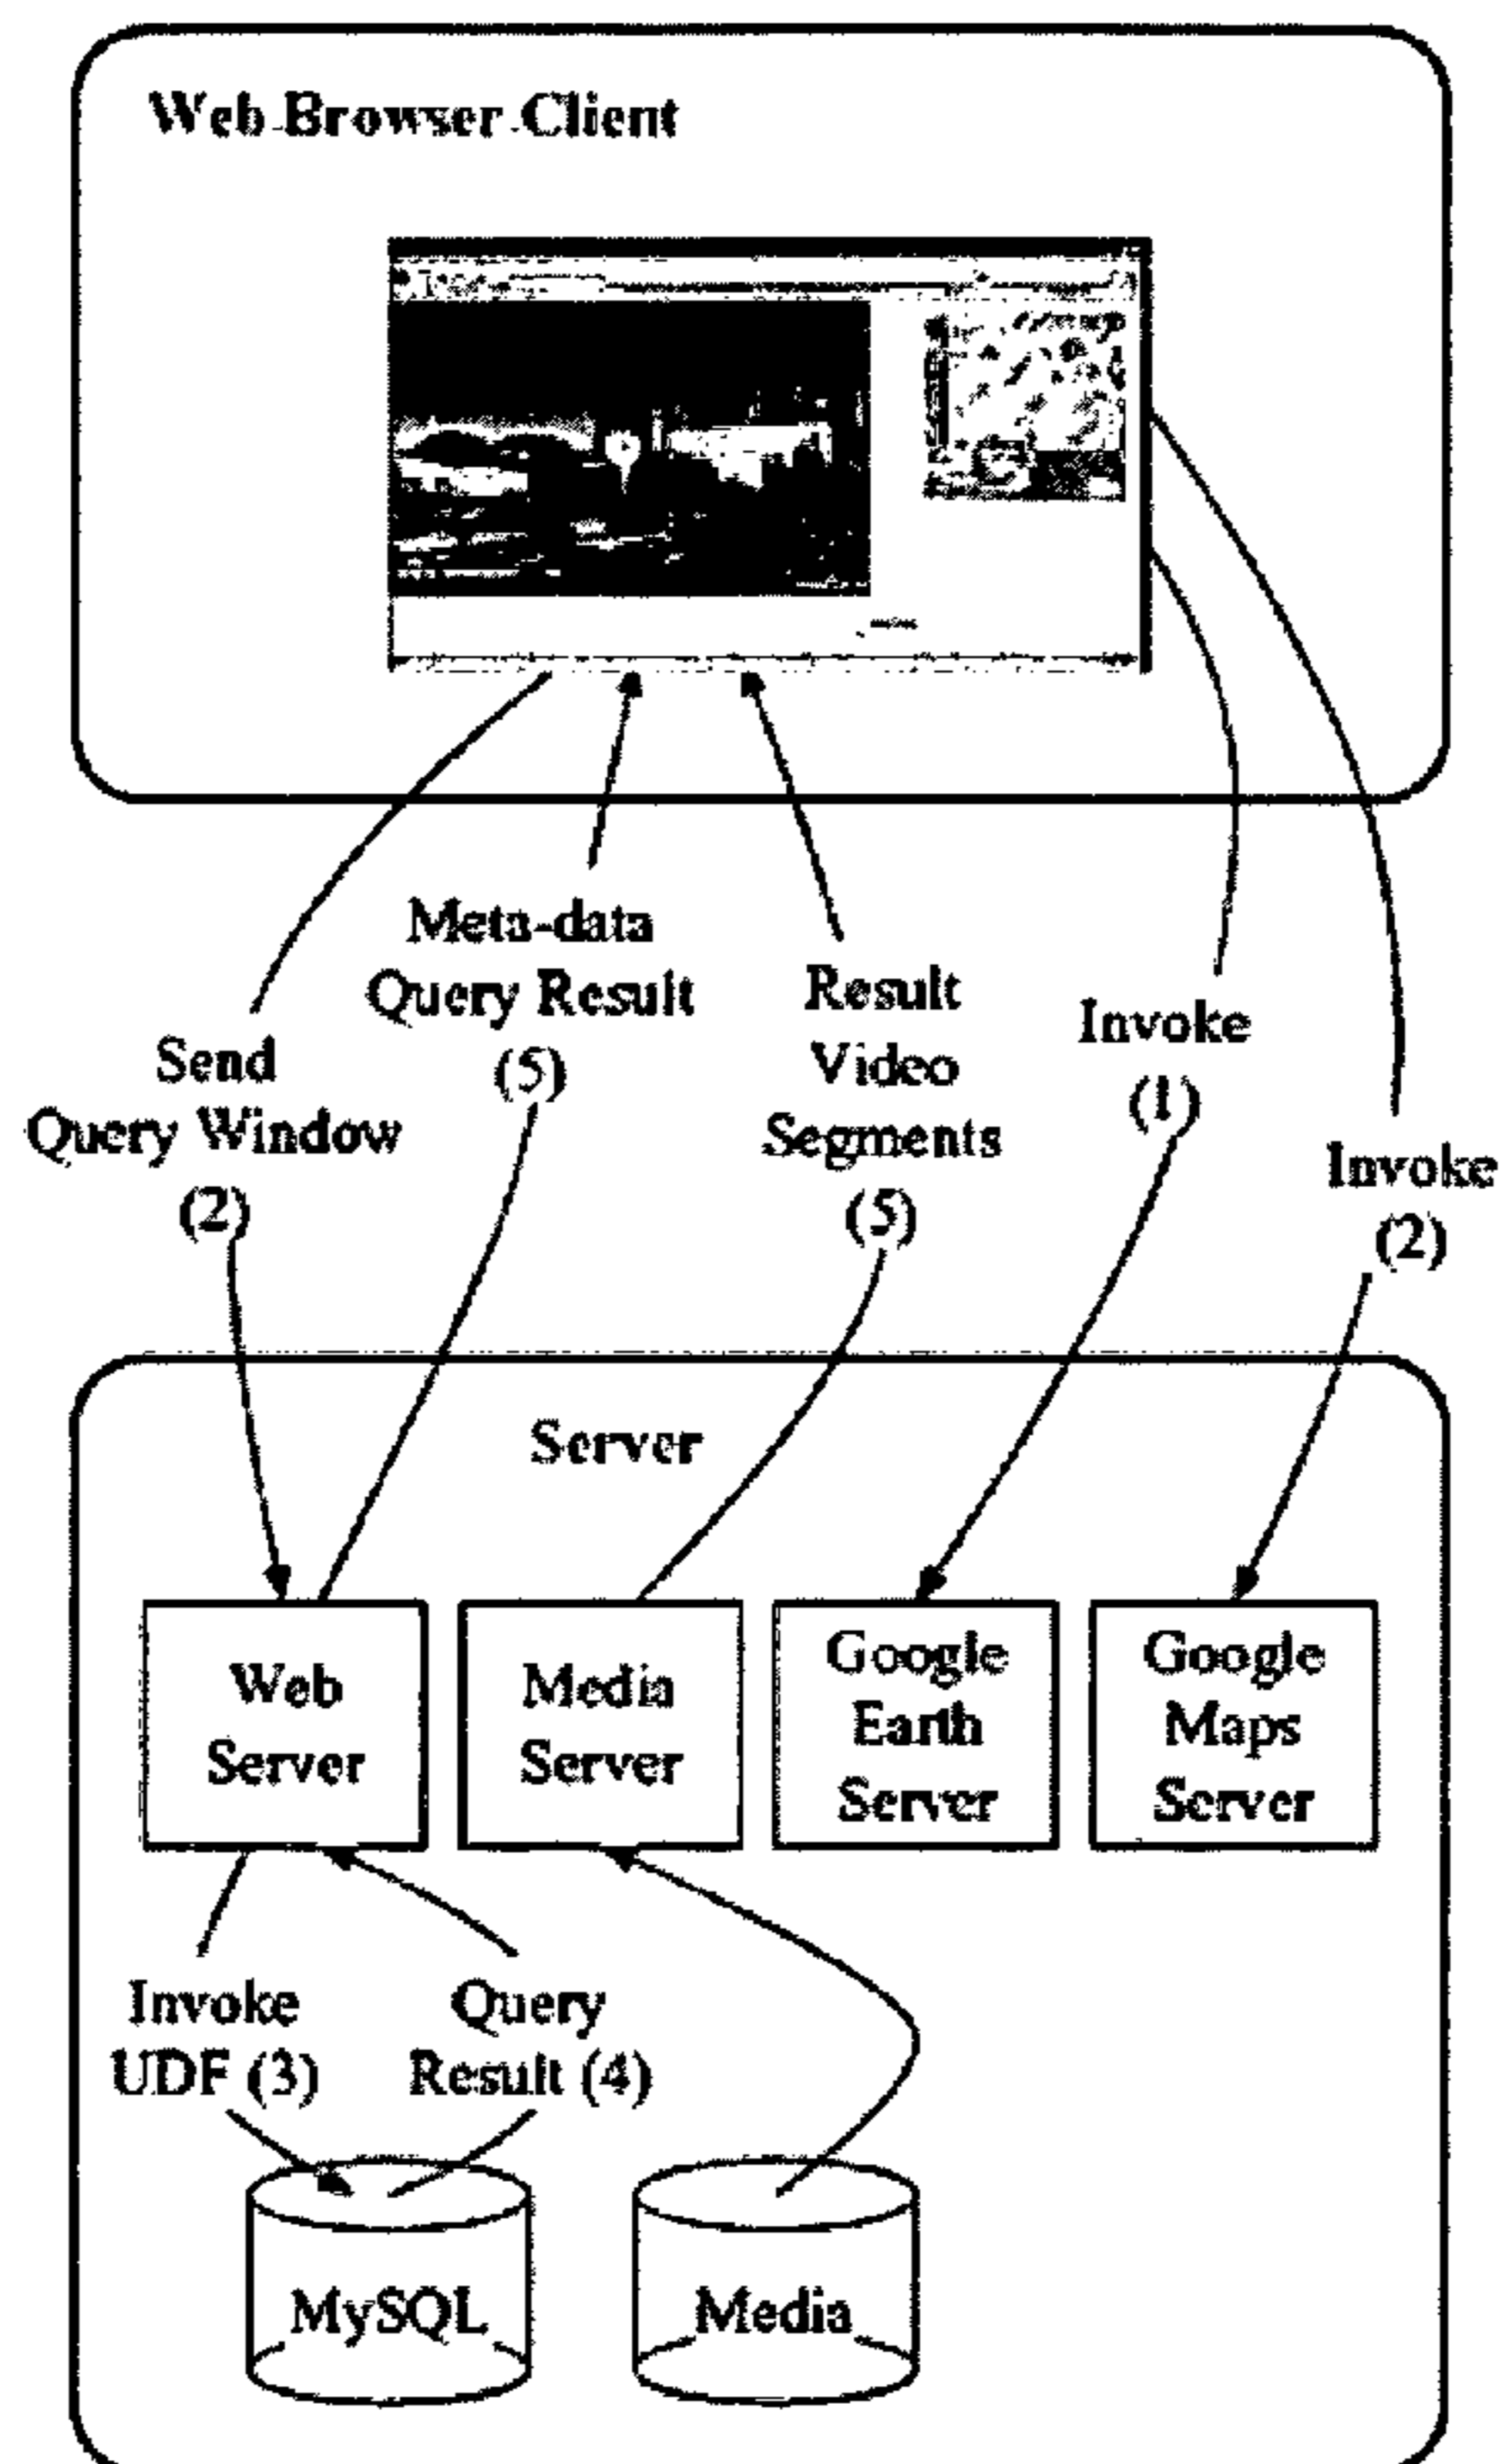 Web Browser Client
Meta-data
Query Result
(5)
Result
Video
Segments
(5)
Invoke
(1)
Send
Query Window
(2)
Invoke
(2)
Server
Web
Server
Media
Server
Google
Earth
Server
Google
Maps
Server
Invoke
UDF (3)
Query
Result (4)
MySQL
Media